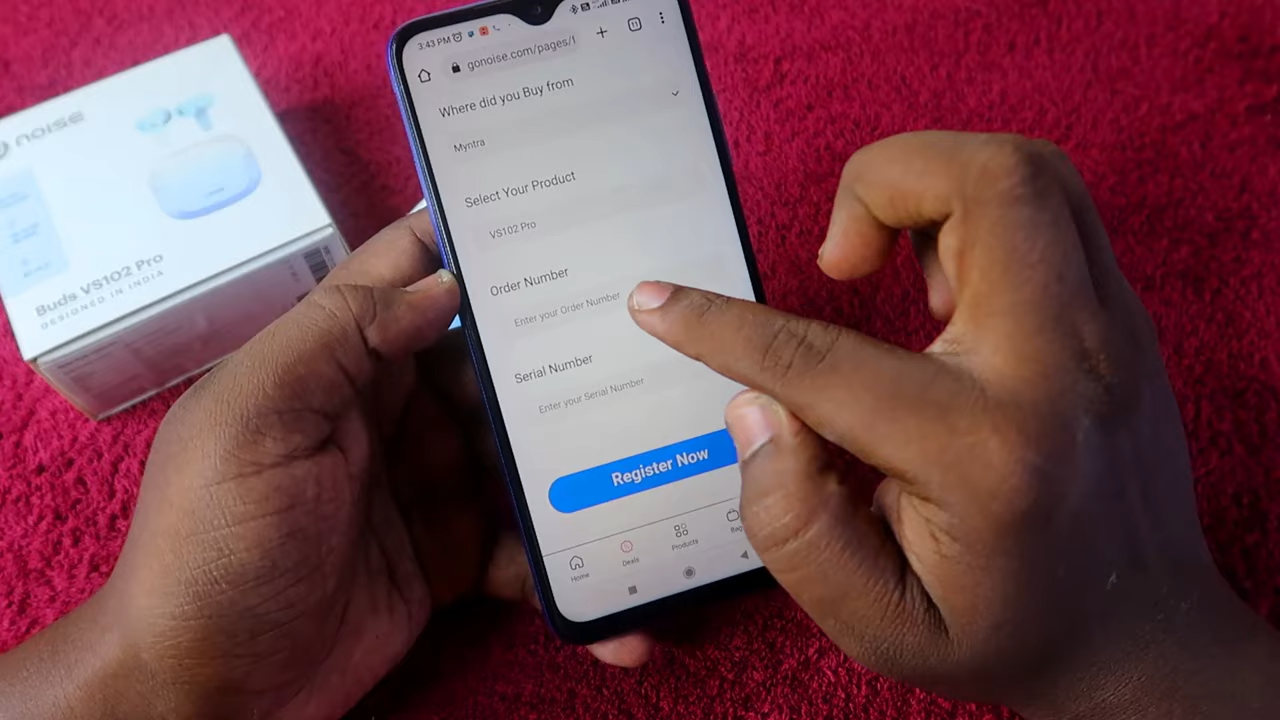 NOISE
Buds VS102 Pro
DESIGNED IN INDIA
3:43 PM
gonoise.com/pages/
11
Where did you Buy from
Myntra
Select Your Product
VS102 Pro
Order Number
Enter your Order Number
Serial Number
Enter your Serial Number
Register Now
Home
Deals
Products
Bag